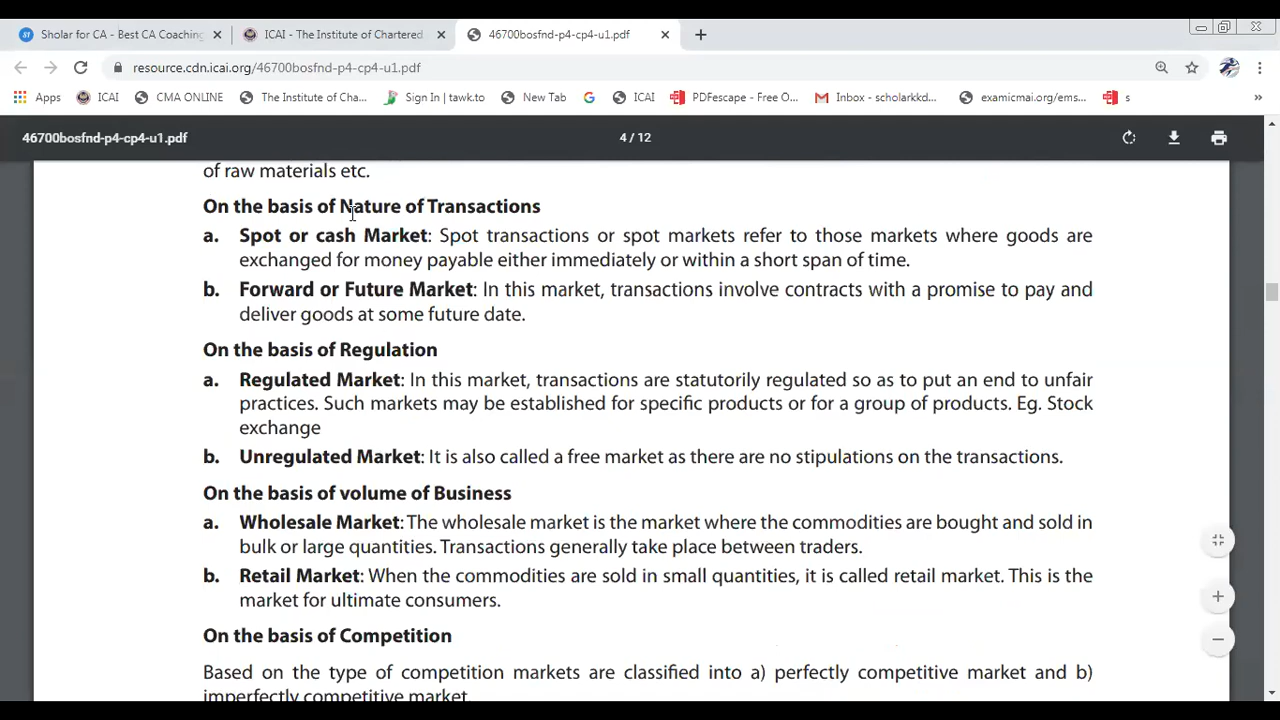 Sholar for CA - Best CA Coaching
ICAI - The Institute of Chartered
46700bosfnd-p4-cp4-u1.pdf
resource.cdn.icai.org/46700bosfnd-p4-cp4-u1.pdf
Apps ICAI CMA ONLINE The Institute of Cha... Sign In | tawk.to New Tab ICAI PDFescape - Free O... Inbox - scholarkkd... examicmai.org/ems... s »
46700bosfnd-p4-cp4-u1.pdf 4 / 12
of raw materials etc.
On the basis of Nature of Transactions
a. Spot or cash Market: Spot transactions or spot markets refer to those markets where goods are
exchanged for money payable either immediately or within a short span of time.
b. Forward or Future Market: In this market, transactions involve contracts with a promise to pay and
deliver goods at some future date.
On the basis of Regulation
a. Regulated Market: In this market, transactions are statutorily regulated so as to put an end to unfair
practices. Such markets may be established for specific products or for a group of products. Eg. Stock
exchange
b. Unregulated Market: It is also called a free market as there are no stipulations on the transactions.
On the basis of volume of Business
a. Wholesale Market: The wholesale market is the market where the commodities are bought and sold in
bulk or large quantities. Transactions generally take place between traders.
b. Retail Market: When the commodities are sold in small quantities, it is called retail market. This is the
market for ultimate consumers.
On the basis of Competition
Based on the type of competition markets are classified into a) perfectly competitive market and b)
imperfectly competitive market.